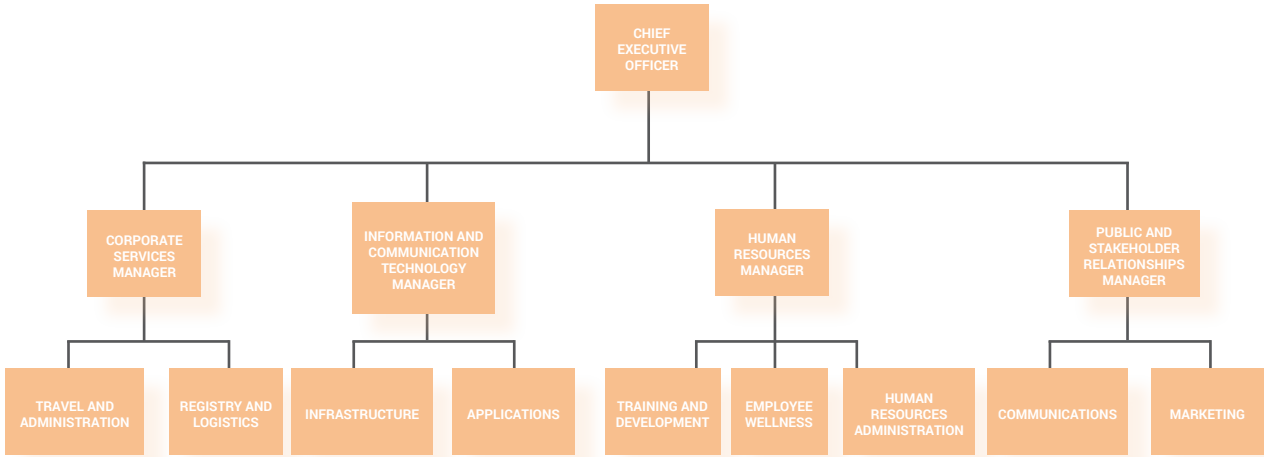 CHIEF
EXECUTIVE
OFFICER
CORPORATE
SERVICES
MANAGER
INFORMATION AND
COMMUNICATION
TECHNOLOGY
MANAGER
HUMAN
RESOURCES
MANAGER
PUBLIC AND
STAKEHOLDER
RELATIONSHIPS
MANAGER
TRAVEL AND
ADMINISTRATION
REGISTRY AND
LOGISTICS
INFRASTRUCTURE
APPLICATIONS
TRAINING AND
DEVELOPMENT
EMPLOYEE
WELLNESS
HUMAN
RESOURCES
ADMINISTRATION
COMMUNICATIONS
MARKETING